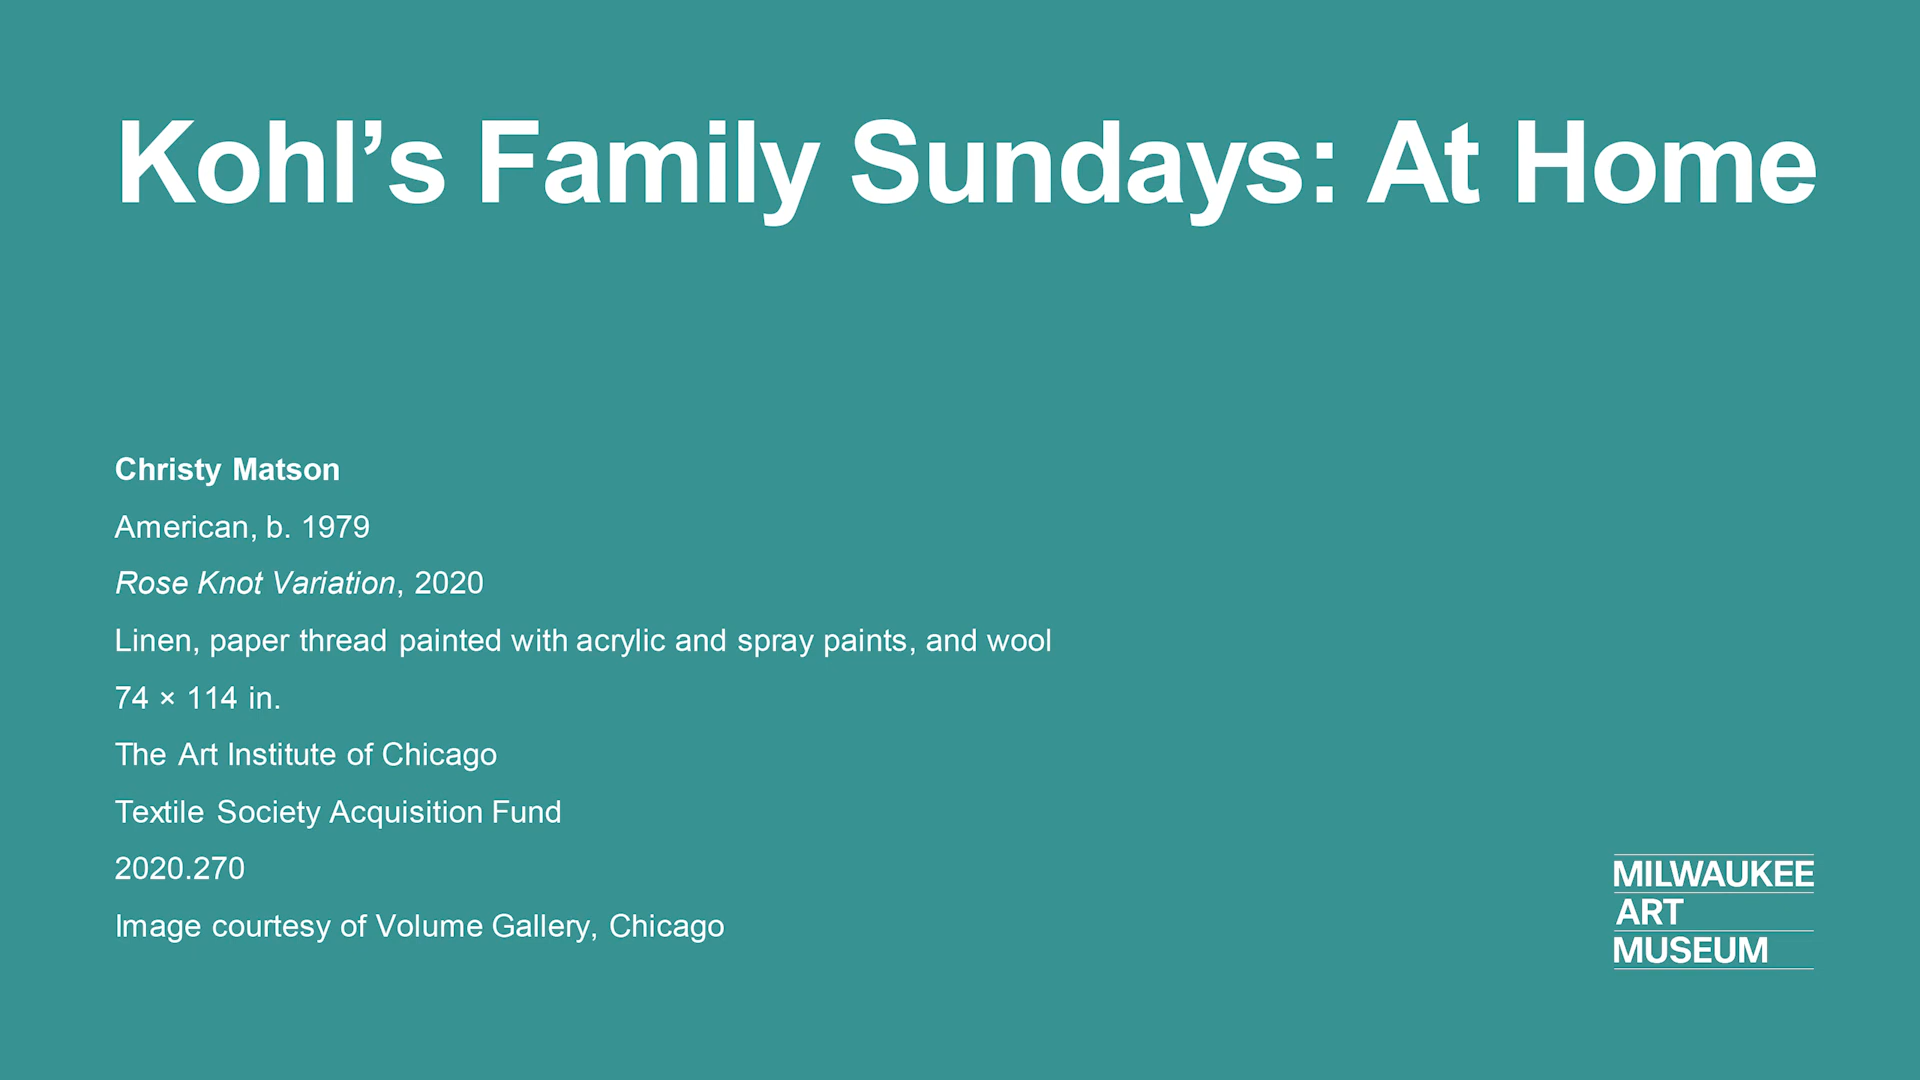 Kohl’s Family Sundays: At Home
Christy Matson
American, b. 1979
Rose Knot Variation, 2020
Linen, paper thread painted with acrylic and spray paints, and wool
74 × 114 in.
The Art Institute of Chicago
Textile Society Acquisition Fund
2020.270
Image courtesy of Volume Gallery, Chicago
MILWAUKEE
ART
MUSEUM